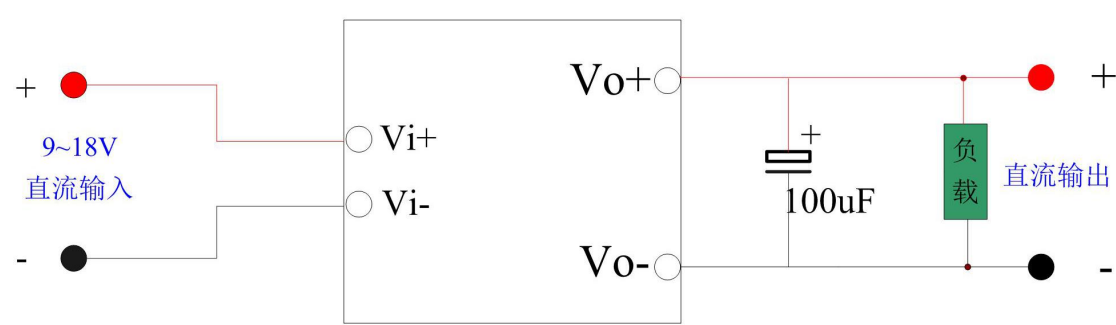 +
9~18V
直流输入
-
Vi+
Vi-
Vo+
Vo-
+
100uF
负
载
+
直流输出
-